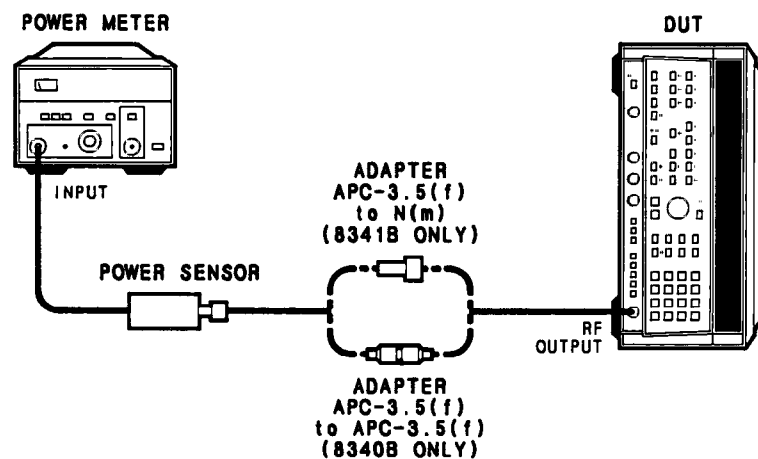 POWER METER
DUT
INPUT
ADAPTER
APC-3.5(f)
to N(m)
(8341B ONLY)
POWER SENSOR
RF
OUTPUT
ADAPTER
APC-3.5(f)
to APC-3.5(f)
(8340B ONLY)